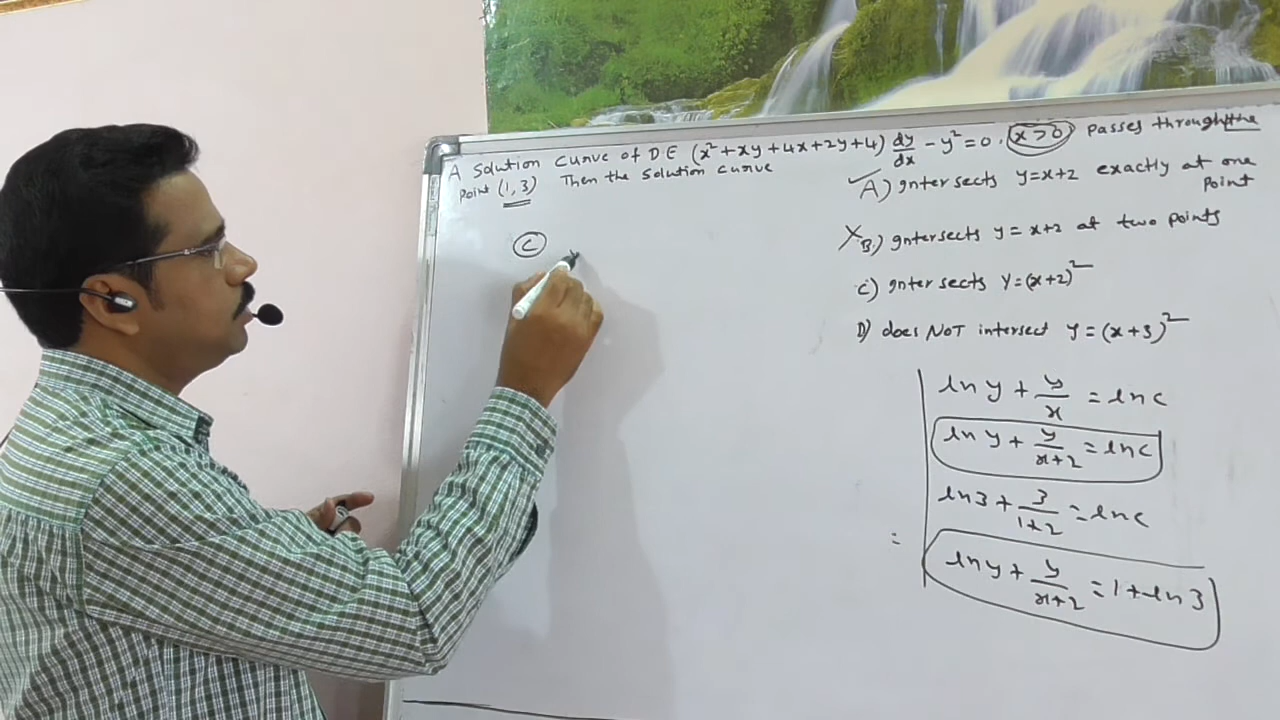 A Solution Curve of DE (x² + xy + 4x + 2y + 4) dy/dx - y² = 0, x > 0 Passes through the
Point (1, 3) Then the Solution Curve
✓A) Intersects y = x+2 exactly at one
Point
X B) Intersects y = x+2 at two points
C) Intersects Y = (x+2)²
D) does NOT intersect y = (x+3)²
C
ln y + y/x = ln c
ln y + y/x+2 = ln c
ln 3 + 3/1+2 = ln c
=
ln y + y/x+2 = 1 + ln 3